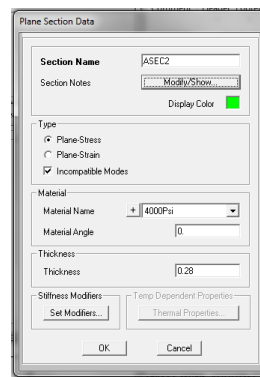 Plane Section Data
Section Name ASEC2
Section Notes Modify/Show...
Display Color
Type
Plane-Stress
Plane-Strain
Incompatible Modes
Material
Material Name + 4000Psi
Material Angle 0.
Thickness
Thickness 0.28
Stiffness Modifiers Temp Dependent Properties
Set Modifiers... Thermal Properties...
OK Cancel